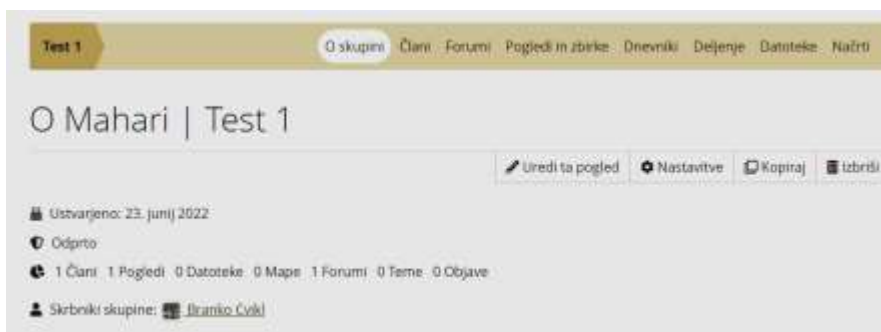 Test 1
O skupini Člani Forumi Pogledi in zbirke Dnevniki Deljenje Datoteke Načrti
O Mahari | Test 1
Uredi ta pogled Nastavitve Kopiraj Izbriši
Ustvarjeno: 23. junij 2022
Odprto
1 Člani 1 Pogledi 0 Datoteke 0 Mape 1 Forumi 0 Teme 0 Objave
Skrbniki skupine: Branko Cvikl